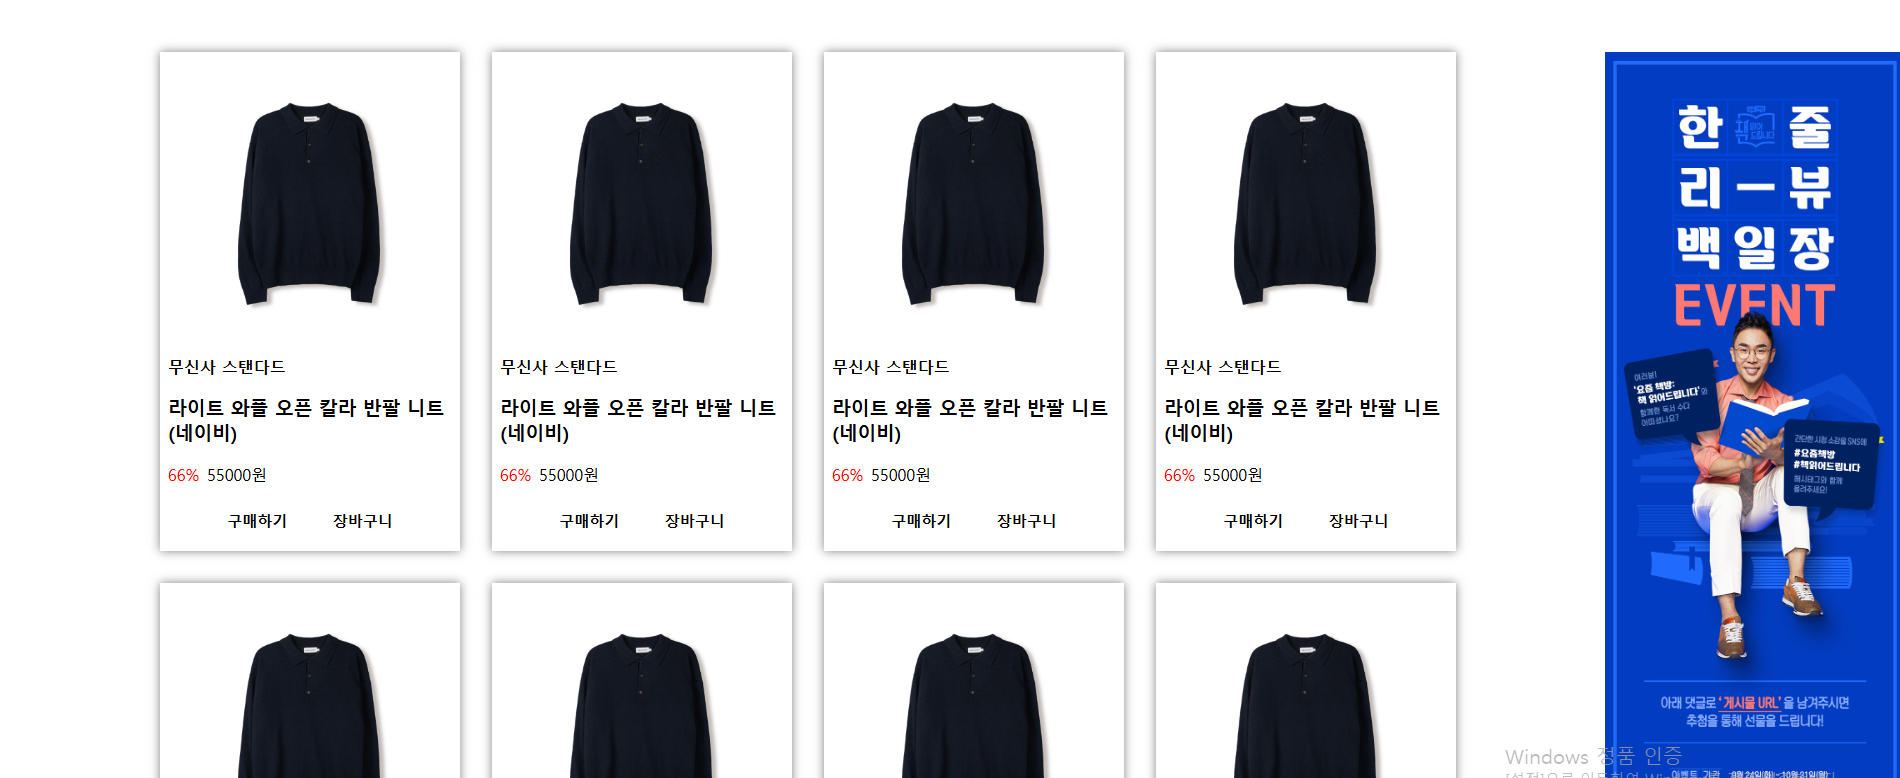 무신사 스탠다드
라이트 와플 오픈 칼라 반팔 니트
(네이비)
66% 55000원
구매하기 장바구니
무신사 스탠다드
라이트 와플 오픈 칼라 반팔 니트
(네이비)
66% 55000원
구매하기 장바구니
무신사 스탠다드
라이트 와플 오픈 칼라 반팔 니트
(네이비)
66% 55000원
구매하기 장바구니
무신사 스탠다드
라이트 와플 오픈 칼라 반팔 니트
(네이비)
66% 55000원
구매하기 장바구니
한 책 읽어드립니다 줄
리 ー 뷰
백 일 장
EVENT
여러분!
'요즘 책방:
책 읽어드립니다'와
함께한 독서 수다
어떠셨나요?
간단한 시청 소감을 SNS에
#요즘책방
#책읽어드립니다
해시태그와 함께
올려주세요!
아래 댓글로 '게시물 URL'을 남겨주시면
추첨을 통해 선물을 드립니다!
Windows 정품 인증